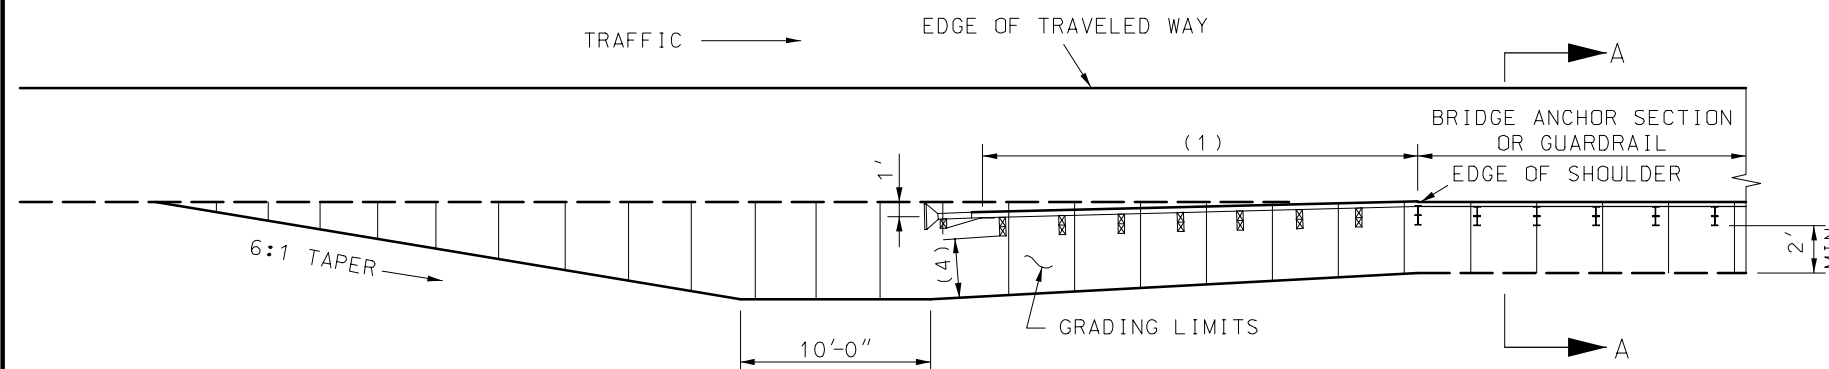 EDGE OF TRAVELED WAY
TRAFFIC
A
BRIDGE ANCHOR SECTION
OR GUARDRAIL
(1)
1'
EDGE OF SHOULDER
6:1 TAPER
(4)
2'
MIN
GRADING LIMITS
10'-0"
A